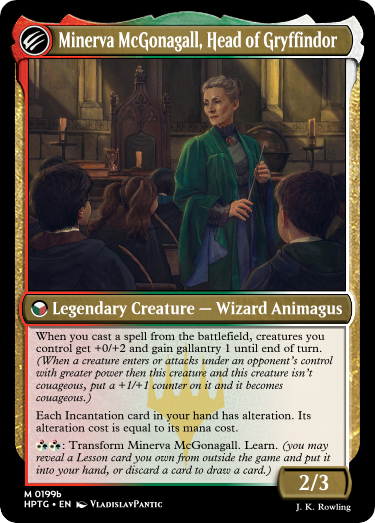 Minerva McGonagall, Head of Gryffindor
Legendary Creature — Wizard Animagus
When you cast a spell from the battlefield, creatures you
control get +0/+2 and gain gallantry 1 until end of turn.
(When a creature enters or attacks under an opponent's control
with greater power then this creature and this creature isn't
couageous, put a +1/+1 counter on it and it becomes
couageous.)
Each Incantation card in your hand has alteration. Its
alteration cost is equal to its mana cost.
: Transform Minerva McGonagall. Learn. (you may
reveal a Lesson card you own from outside the game and put it
into your hand, or discard a card to draw a card.)
2/3
M 0199b
HPTG • EN VladislavPantic
J. K. Rowling